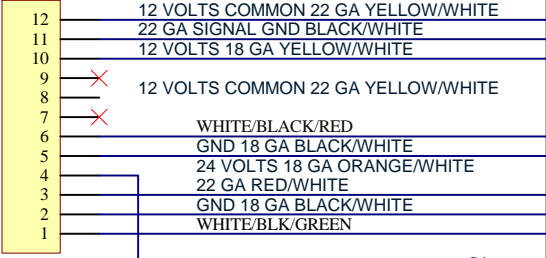 12 VOLTS COMMON 22 GA YELLOW/WHITE
12
22 GA SIGNAL GND BLACK/WHITE
11
12 VOLTS 18 GA YELLOW/WHITE
10
9
12 VOLTS COMMON 22 GA YELLOW/WHITE
8
7
WHITE/BLACK/RED
6
GND 18 GA BLACK/WHITE
5
24 VOLTS 18 GA ORANGE/WHITE
4
22 GA RED/WHITE
3
GND 18 GA BLACK/WHITE
2
WHITE/BLK/GREEN
1